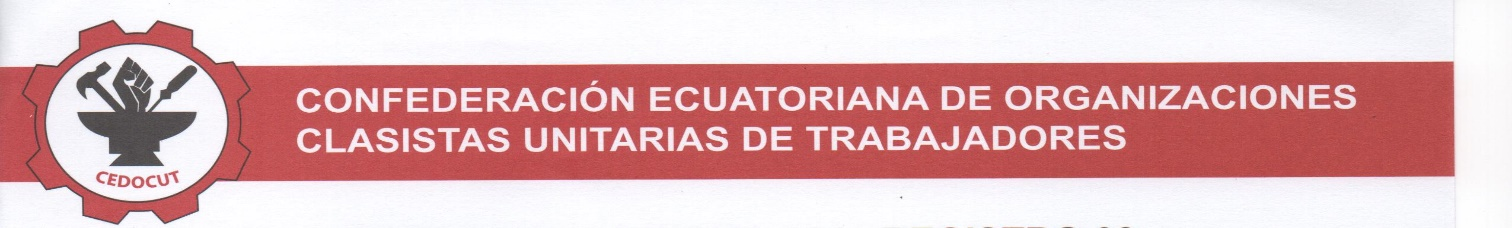 CONFEDERACIÓN ECUATORIANA DE ORGANIZACIONES
CLASISTAS UNITARIAS DE TRABAJADORES
CEDOCUT